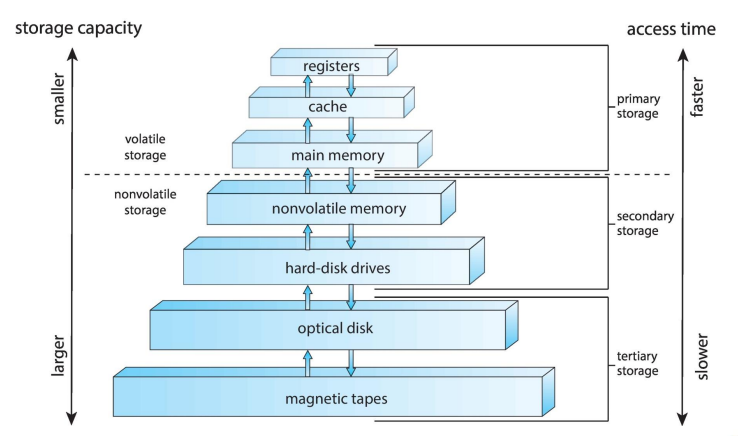 storage capacity
access time
smaller
larger
volatile
storage
nonvolatile
storage
registers
cache
main memory
nonvolatile memory
hard-disk drives
optical disk
magnetic tapes
primary
storage
secondary
storage
tertiary
storage
faster
slower